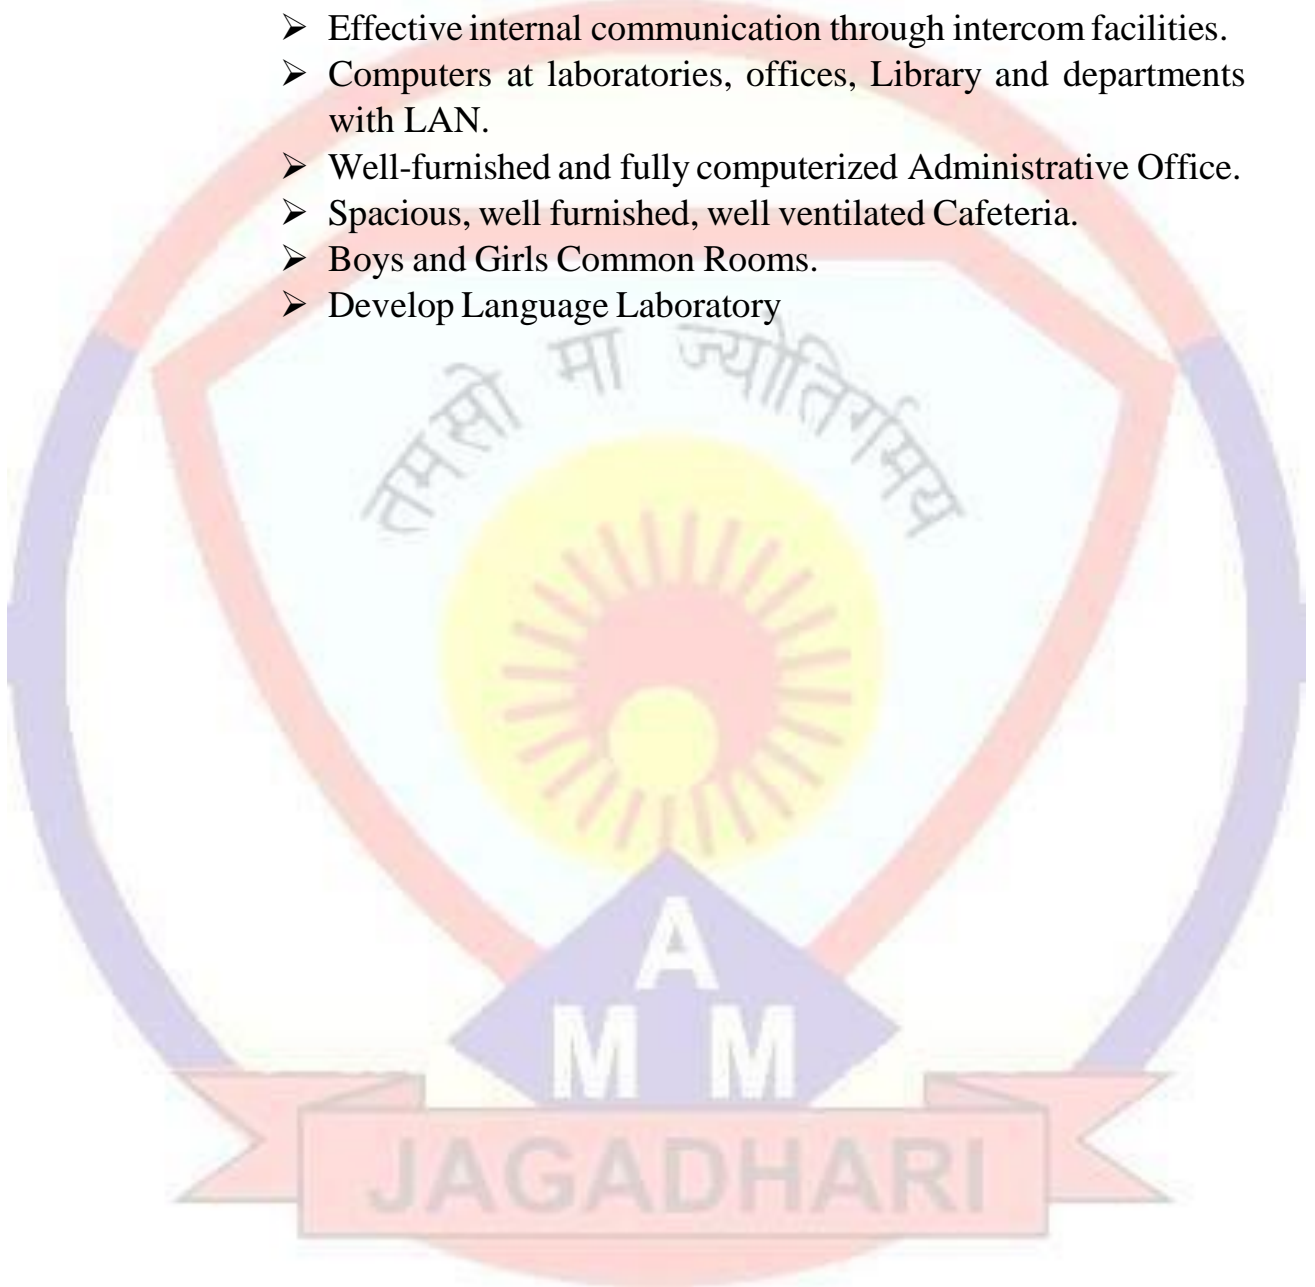 ➢ Effective internal communication through intercom facilities.
➢ Computers at laboratories, offices, Library and departments
with LAN.
➢ Well-furnished and fully computerized Administrative Office.
➢ Spacious, well furnished, well ventilated Cafeteria.
➢ Boys and Girls Common Rooms.
➢ Develop Language Laboratory
तमसो मा ज्योतिर्गमय
A
M M
JAGADHARI